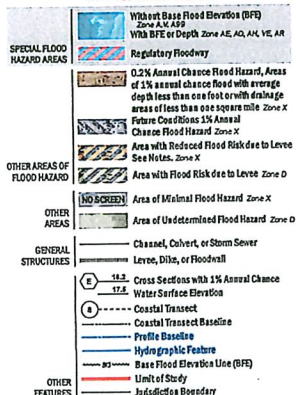 Without Base Flood Elevation (BFE)
Zone A,V, A99
With BFE or Depth Zone AE, AO, AH, VE, AR
SPECIAL FLOOD
HAZARD AREAS
Regulatory Floodway
0.2% Annual Chance Flood Hazard, Areas
of 1% annual chance flood with average
depth less than one foot or with drainage
areas of less than one square mile Zone X
Future Conditions 1% Annual
Chance Flood Hazard Zone X
Area with Reduced Flood Risk due to Levee
See Notes. Zone X
OTHER AREAS OF
FLOOD HAZARD
Area with Flood Risk due to Levee Zone D
NO SCREEN Area of Minimal Flood Hazard Zone X
OTHER
AREAS
Area of Undetermined Flood Hazard Zone D
GENERAL
STRUCTURES
Channel, Culvert, or Storm Sewer
Levee, Dike, or Floodwall
E 18.2 Cross Sections with 1% Annual Chance
17.5 Water Surface Elevation
8 Coastal Transect
Coastal Transect Baseline
Profile Baseline
Hydrographic Feature
Base Flood Elevation Line (BFE)
OTHER
FEATURES
Limit of Study
Jurisdiction Boundary